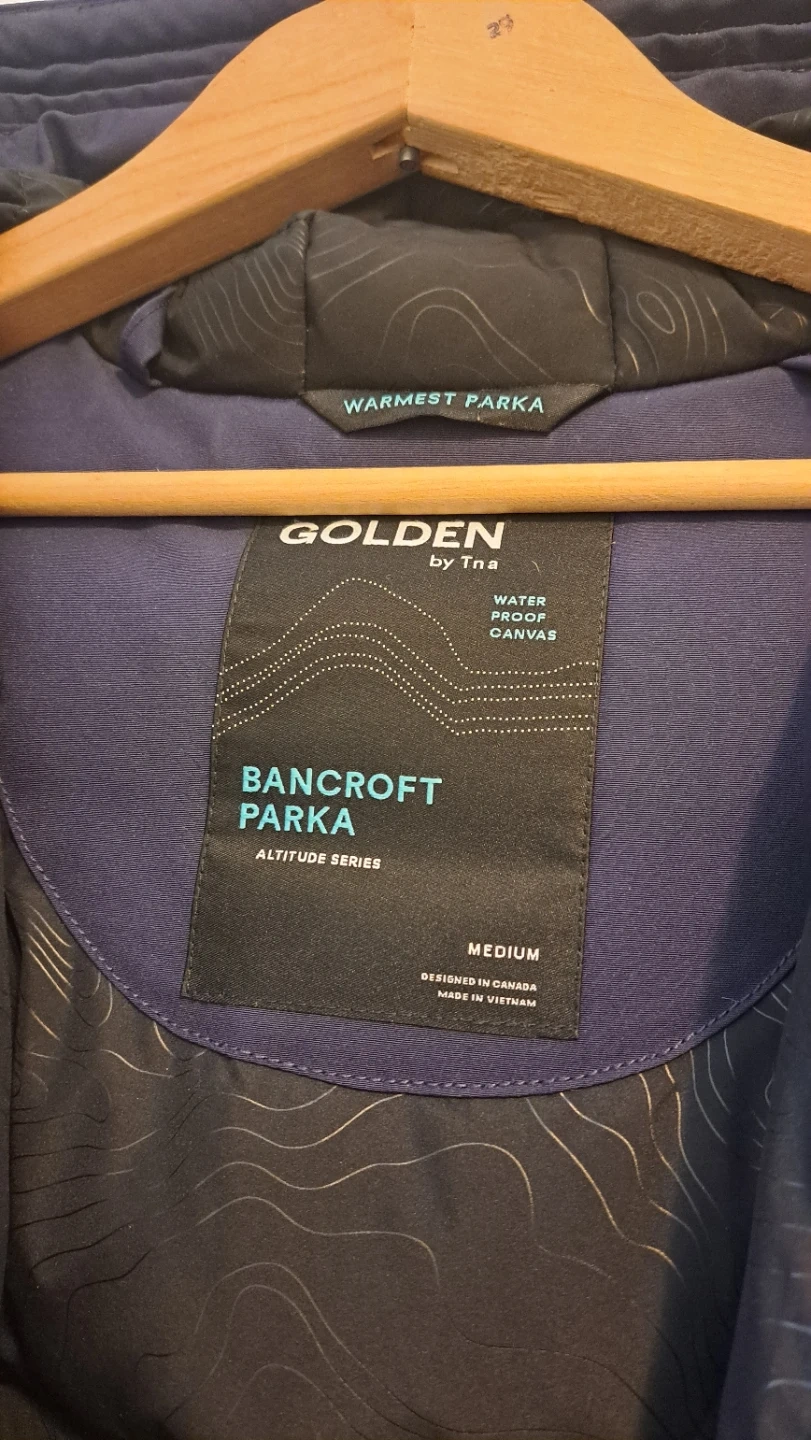 27
WARMEST PARKA
GOLDEN
by Tna
WATER
PROOF
CANVAS
BANCROFT
PARKA
ALTITUDE SERIES
MEDIUM
DESIGNED IN CANADA
MADE IN VIETNAM